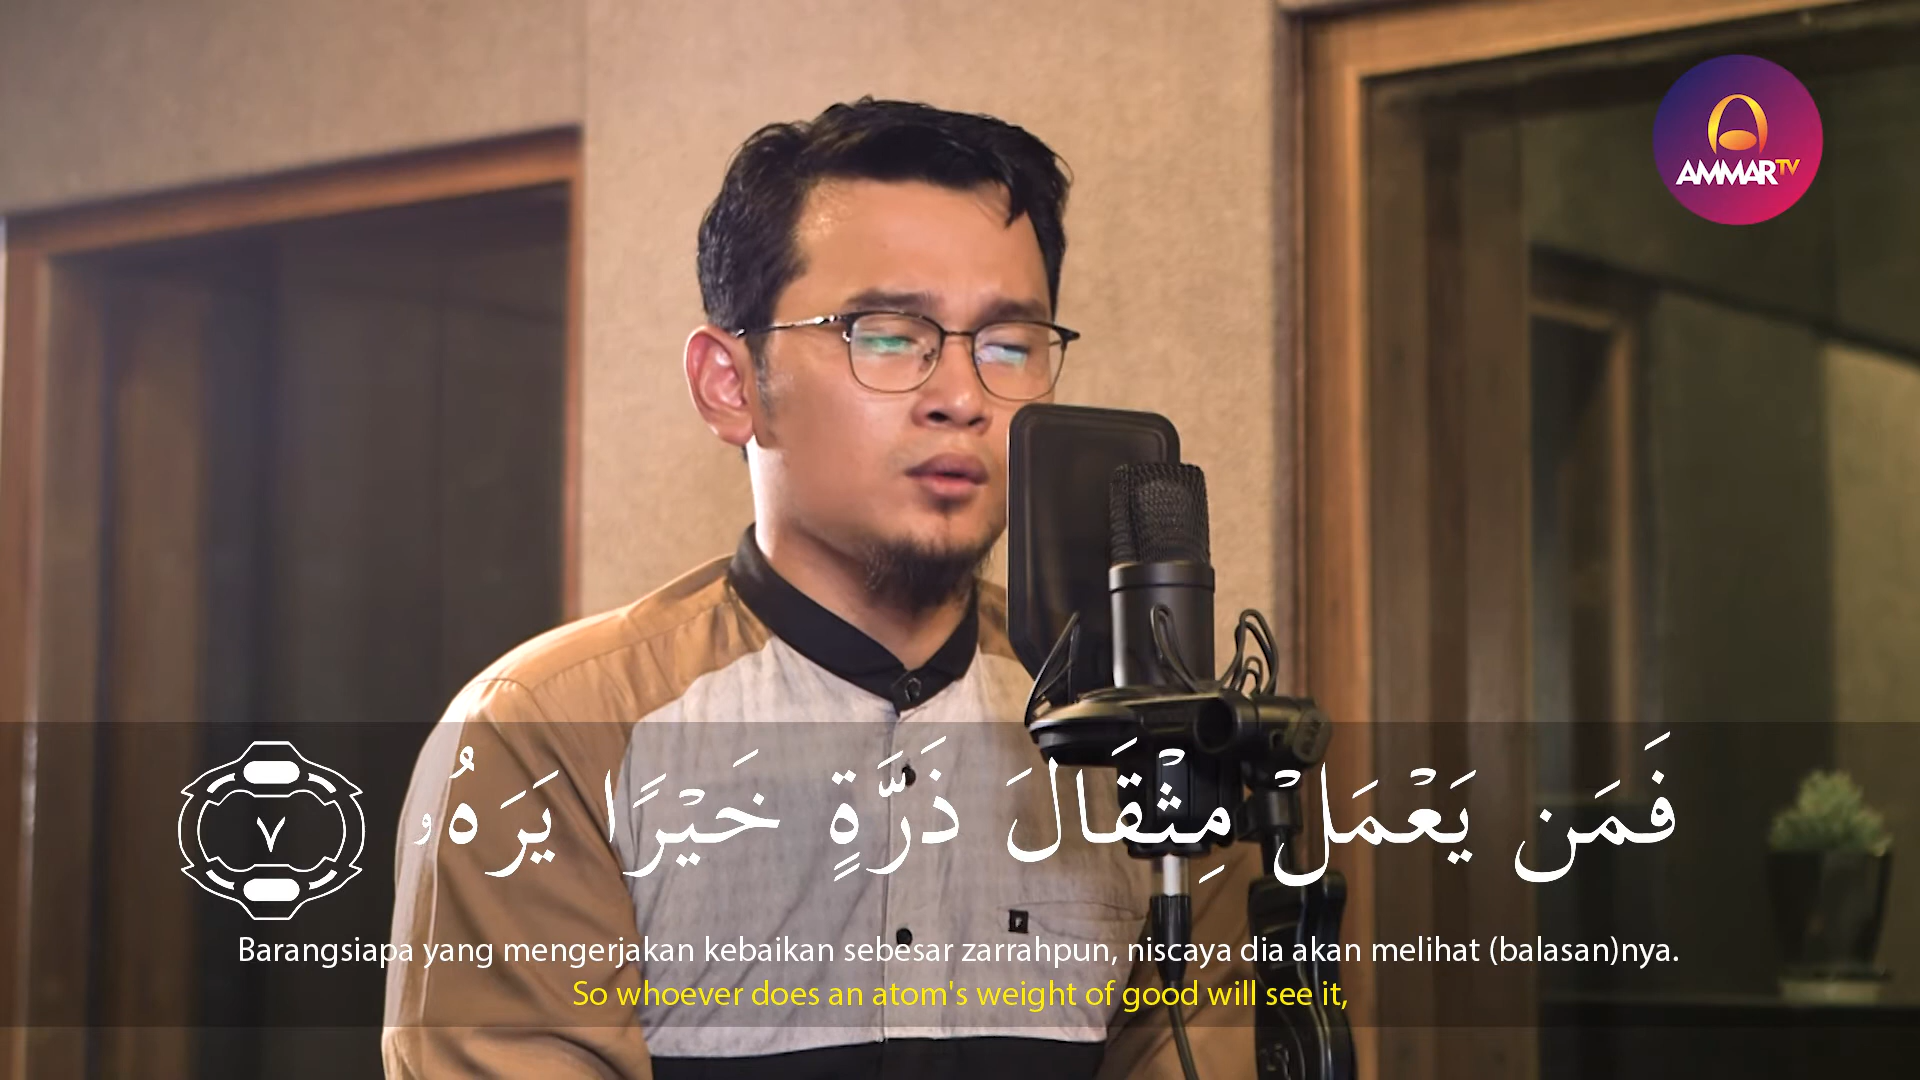 AMMARTV
فَمَن يَعْمَلْ مِثْقَالَ ذَرَّةٍ خَيْرًا يَرَهُۥ ٧
Barangsiapa yang mengerjakan kebaikan sebesar zarrahpun, niscaya dia akan melihat (balasan)nya.
So whoever does an atom's weight of good will see it,